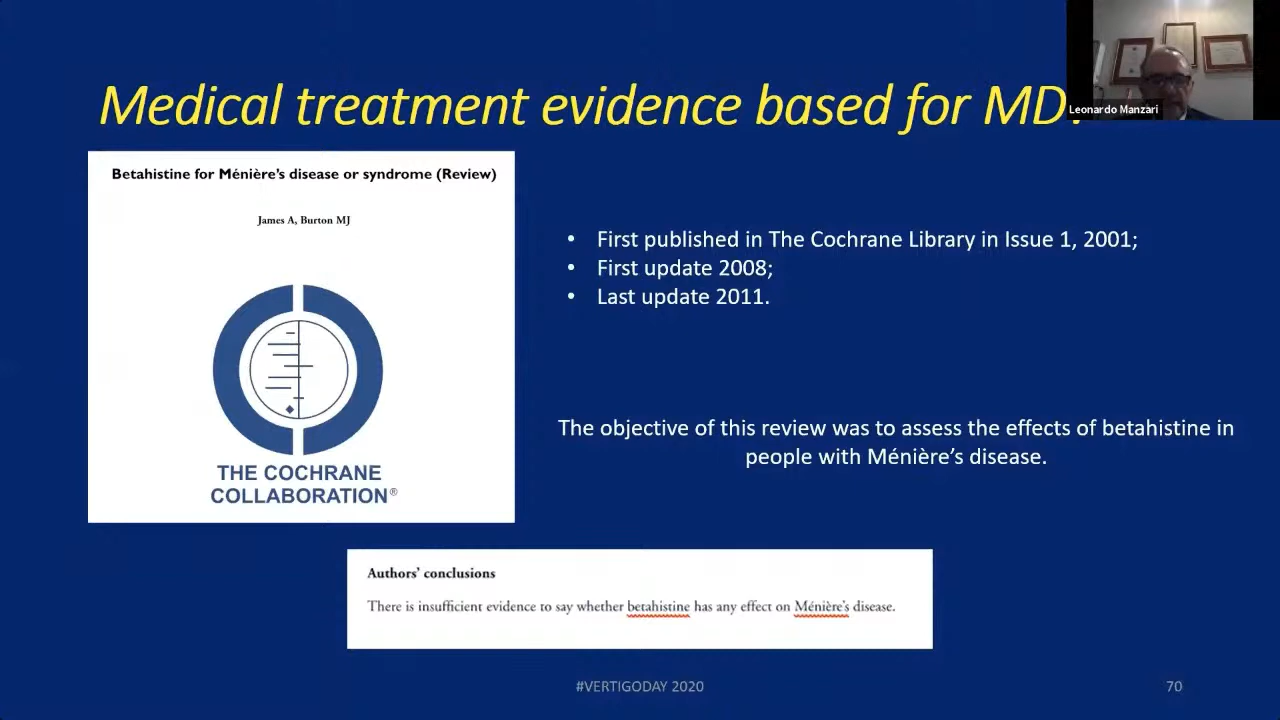 Medical treatment evidence based for MD?
Leonardo Manzari
Betahistine for Ménière's disease or syndrome (Review)
James A, Burton MJ
THE COCHRANE
COLLABORATION®
• First published in The Cochrane Library in Issue 1, 2001;
• First update 2008;
• Last update 2011.
The objective of this review was to assess the effects of betahistine in
people with Ménière's disease.
Authors' conclusions
There is insufficient evidence to say whether betahistine has any effect on Ménière's disease.
#VERTIGODAY 2020
70